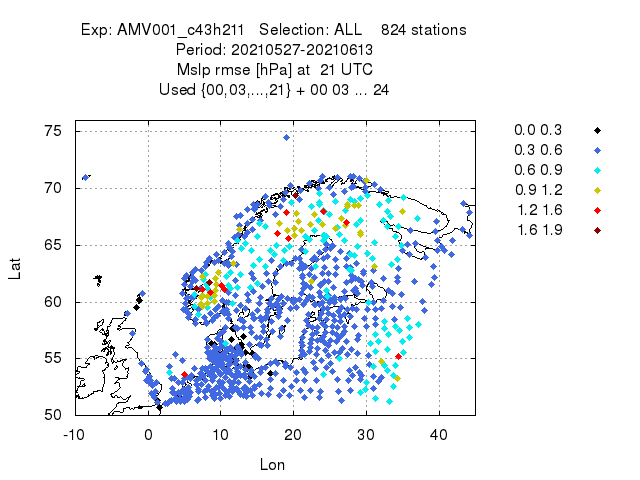 Exp: AMV001_c43h211   Selection: ALL    824 stations
Period: 20210527-20210613
Mslp rmse [hPa] at  21 UTC
Used {00,03,...,21} + 00 03 ... 24
75
70
65
60
55
50
Lat
-10 0 10 20 30 40
Lon
0.0 0.3
0.3 0.6
0.6 0.9
0.9 1.2
1.2 1.6
1.6 1.9